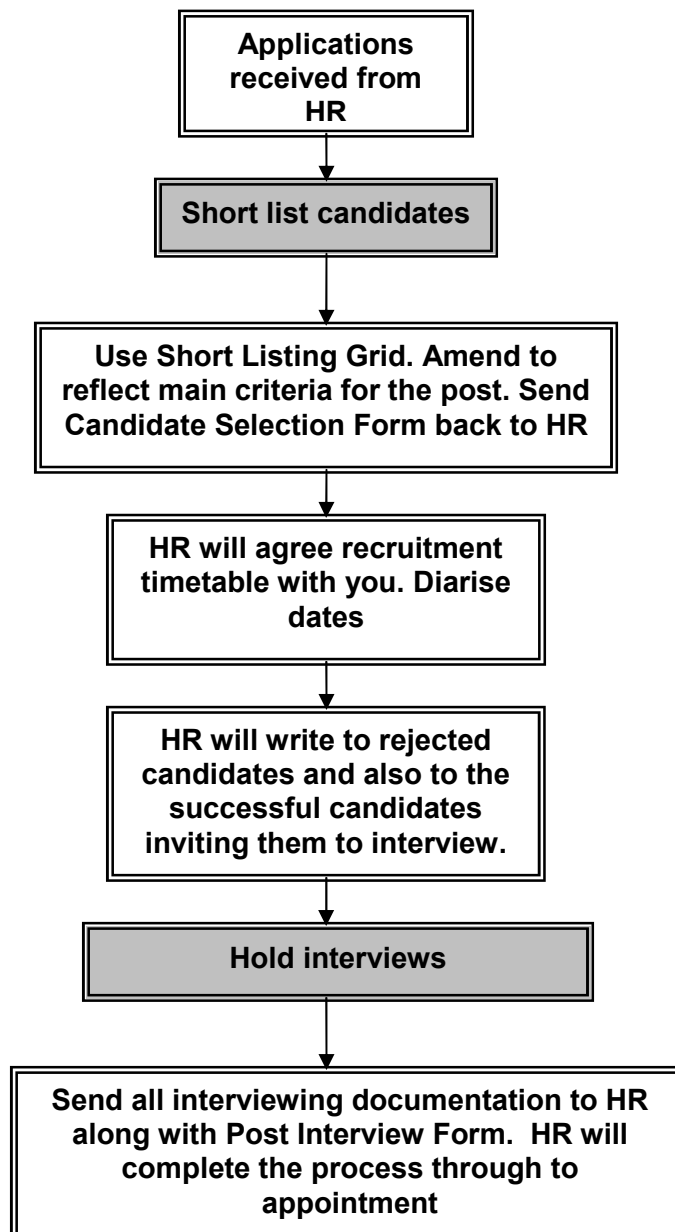 Applications
received from
HR
Short list candidates
Use Short Listing Grid. Amend to
reflect main criteria for the post. Send
Candidate Selection Form back to HR
HR will agree recruitment
timetable with you. Diarise
dates
HR will write to rejected
candidates and also to the
successful candidates
inviting them to interview.
Hold interviews
Send all interviewing documentation to HR
along with Post Interview Form. HR will
complete the process through to
appointment